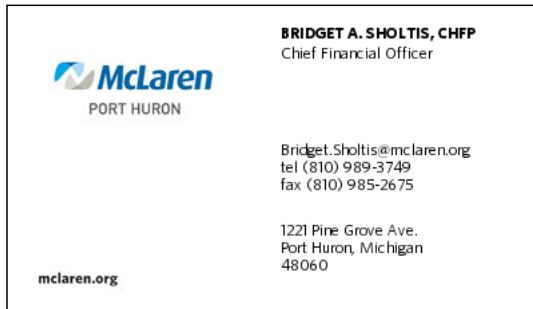 McLaren
PORT HURON
mclaren.org
BRIDGET A. SHOLTIS, CHFP
Chief Financial Officer
Bridget.Sholtis@mclaren.org
tel (810) 989-3749
fax (810) 985-2675
1221 Pine Grove Ave.
Port Huron, Michigan
48060